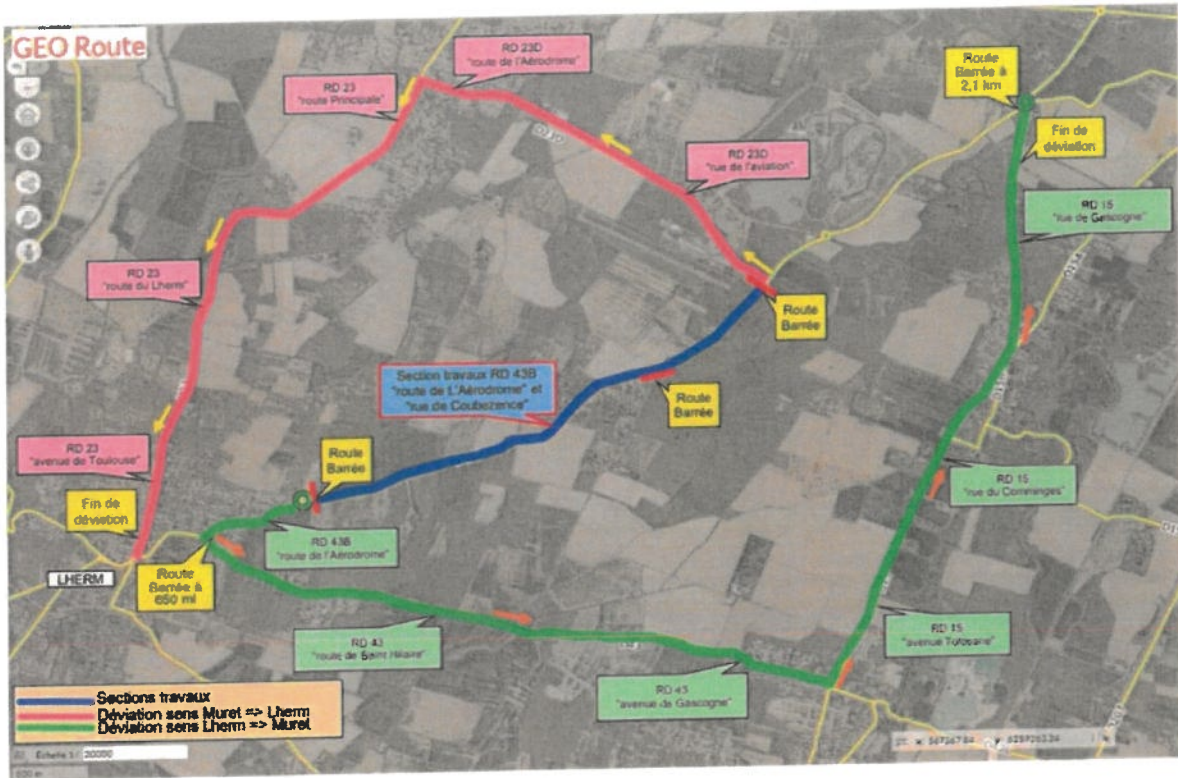 GEO Route
RD 23D
"route de l'Aérodrome"
RD 23
"route Principale"
Route
Barrée à
2,1 km
Fin de
déviation
RD 23D
"rue de l'aviation"
RD 15
"rue de Gascogne"
D23D
D15A
RD 23
"route du Lherm"
Route
Barrée
Section travaux RD 43B
"route de L'Aérodrome" et
"rue de Coubezence"
Route
Barrée
RD 23
"avenue de Toulouse"
Route
Barrée
Fin de
déviation
RD 15
"rue du Comminges"
RD 43B
"route de l'Aérodrome"
LHERM
Route
Barrée à
650 ml
RD 43
"route de Saint Hilaire"
RD 15
"avenue Tolosane"
RD 43
"avenue de Gascogne"
Sections travaux
Déviation sens Muret => Lherm
Déviation sens Lherm => Muret
Échelle 1 / 20000